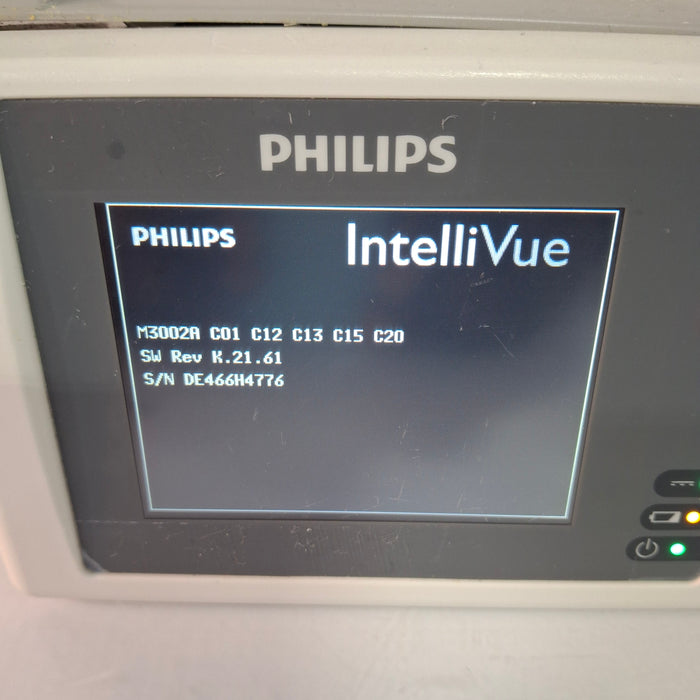 PHILIPS
PHILIPS IntelliVue
M3002A C01 C12 C13 C15 C20
SW Rev K.21.61
S/N DE466H4776